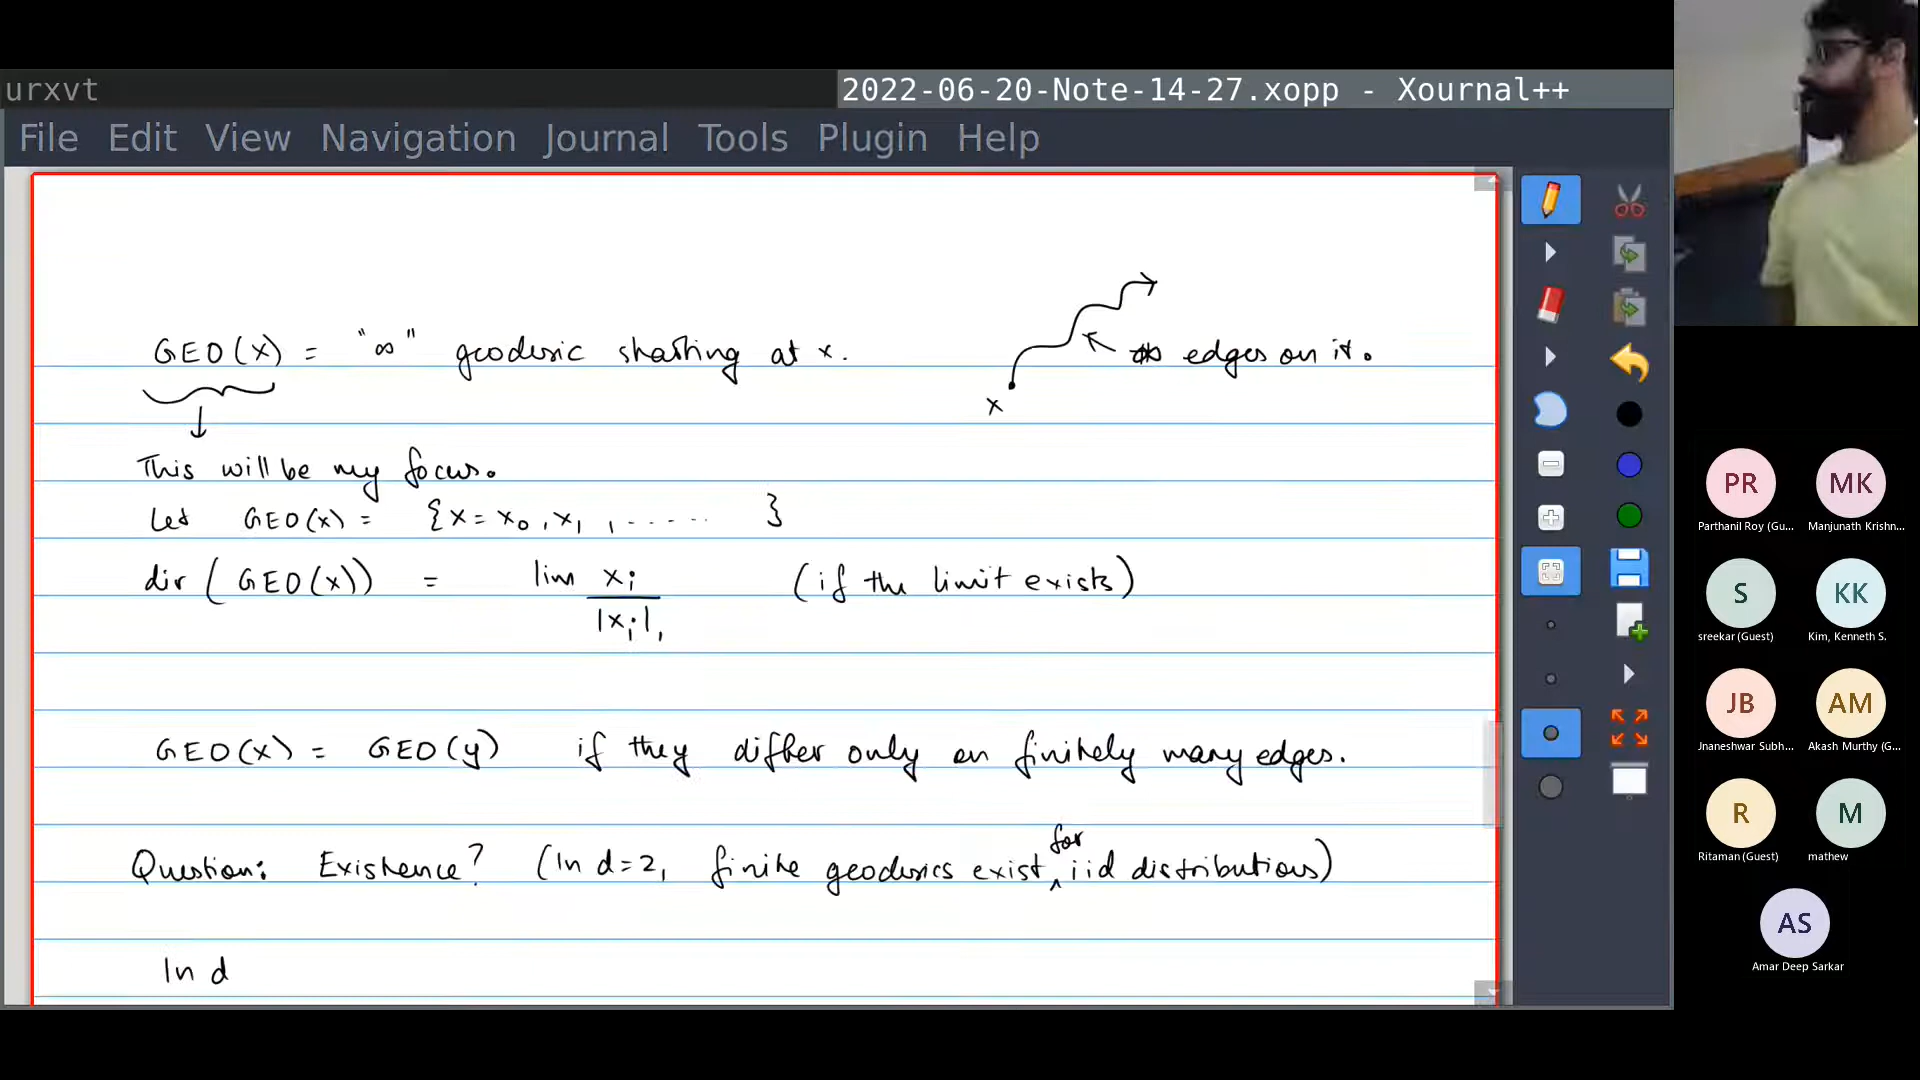 urxvt
2022-06-20-Note-14-27.xopp - Xournal++
File Edit View Navigation Journal Tools Plugin Help
GEO(x) = "∞" geodesic starting at x.
∞ edges on it.
x
This will be my focus.
Let GEO(x) = {x = x₀, x₁, ...... }
dir (GEO(x)) = lim xᵢ / |xᵢ|₁ (if the limit exists)
GEO(x) = GEO(y) if they differ only on finitely many edges.
Question: Existence? (In d=2, finite geodesics exist for iid distributions)
In d
PR
MK
Parthanil Roy (Gu...
Manjunath Krishn...
S
KK
sreekar (Guest)
Kim, Kenneth S.
JB
AM
Jnaneshwar Subh...
Akash Murthy (G...
R
M
Ritaman (Guest)
mathew
AS
Amar Deep Sarkar